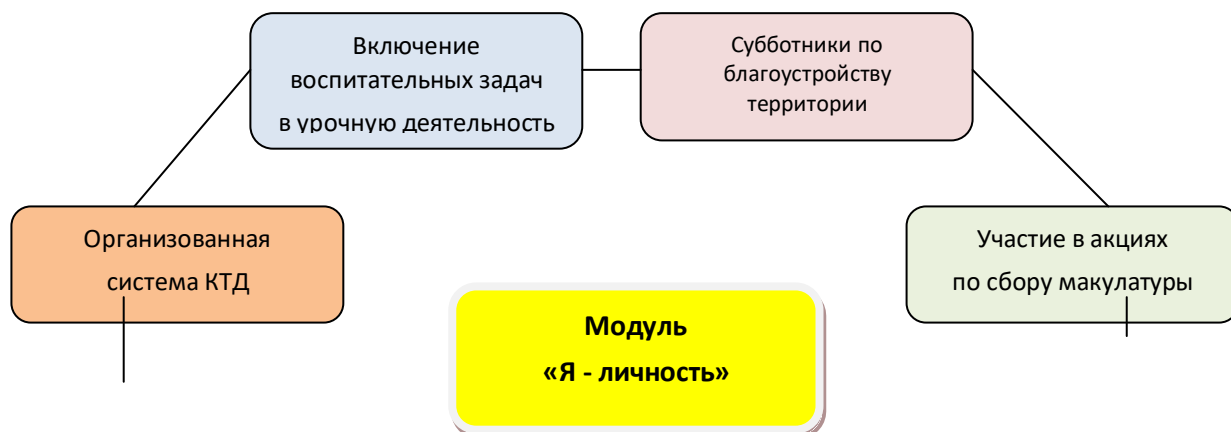 Включение
воспитательных задач
в урочную деятельность
Субботники по
благоустройству
территории
Организованная
система КТД
Участие в акциях
по сбору макулатуры
Модуль
«Я - личность»